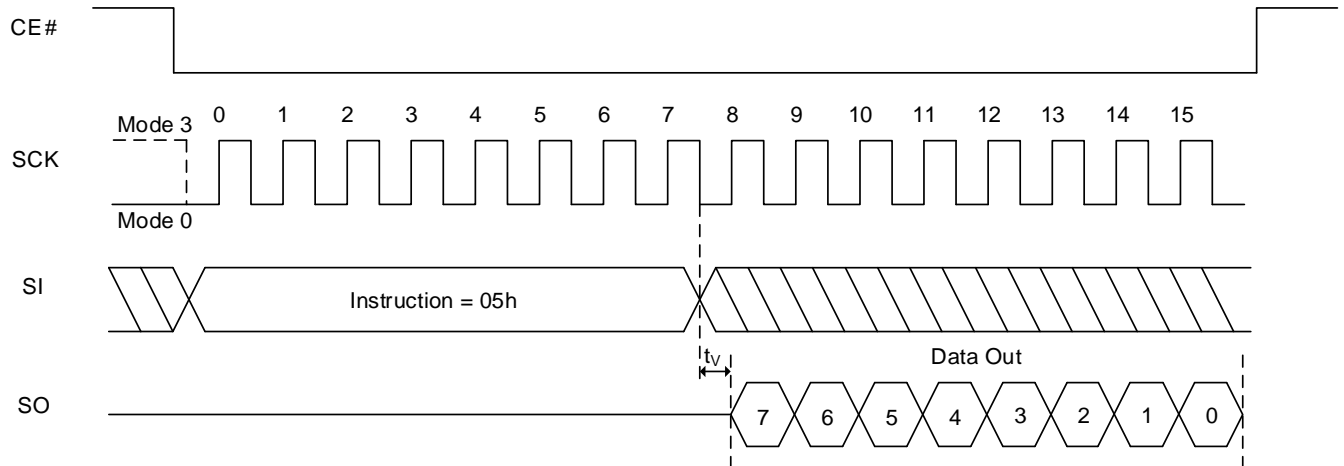 CE#
0 1 2 3 4 5 6 7 8 9 10 11 12 13 14 15
Mode 3
SCK
Mode 0
SI
Instruction = 05h
tV
Data Out
SO
7 6 5 4 3 2 1 0